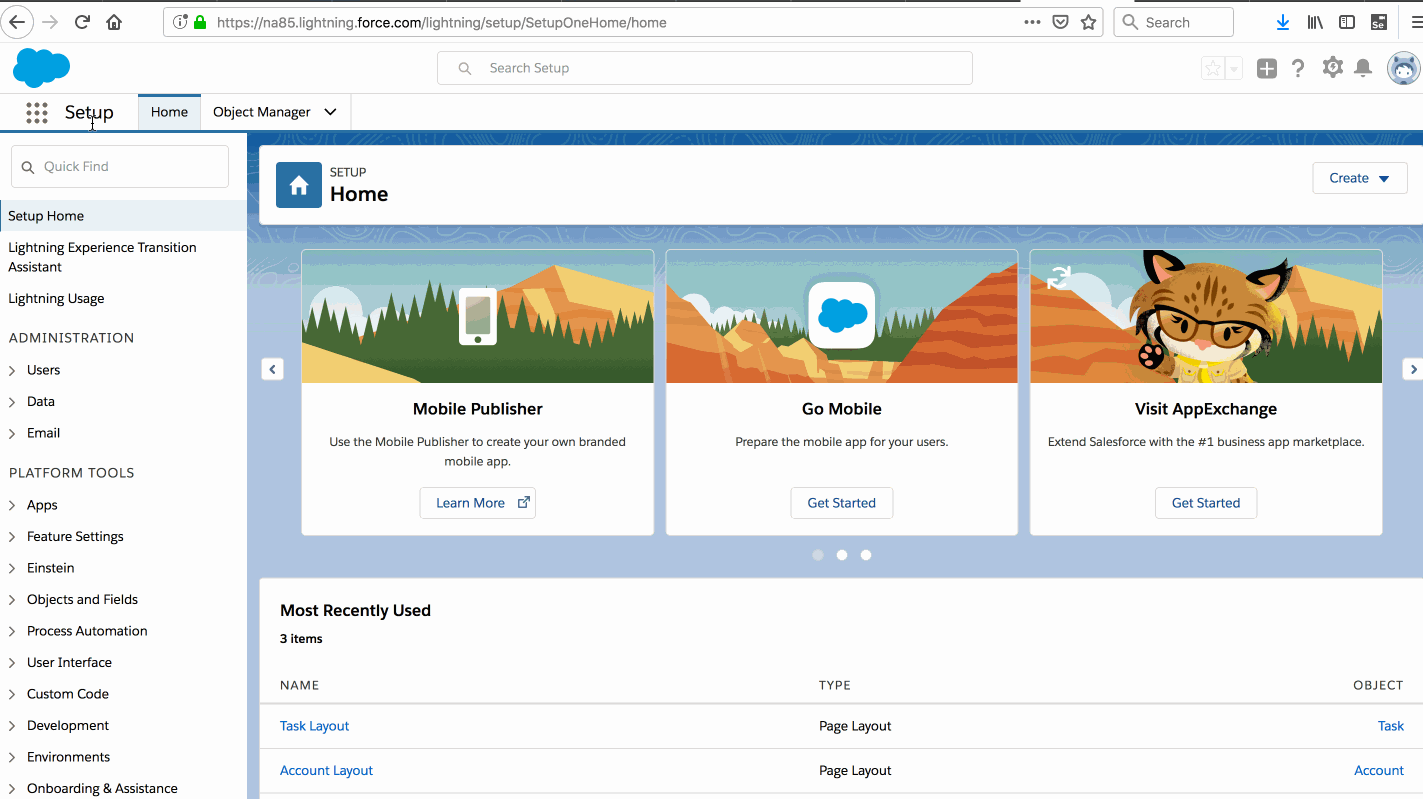 https://na85.lightning.force.com/lightning/setup/SetupOneHome/home
Search
Se
Search Setup
Setup
Home
Object Manager
Quick Find
Setup Home
Lightning Experience Transition
Assistant
Lightning Usage
ADMINISTRATION
Users
Data
Email
PLATFORM TOOLS
Apps
Feature Settings
Einstein
Objects and Fields
Process Automation
User Interface
Custom Code
Development
Environments
Onboarding & Assistance
SETUP
Home
Create
Mobile Publisher
Use the Mobile Publisher to create your own branded
mobile app.
Learn More
Go Mobile
Prepare the mobile app for your users.
Get Started
Visit AppExchange
Extend Salesforce with the #1 business app marketplace.
Get Started
Most Recently Used
3 items
NAME TYPE OBJECT
Task Layout Page Layout Task
Account Layout Page Layout Account